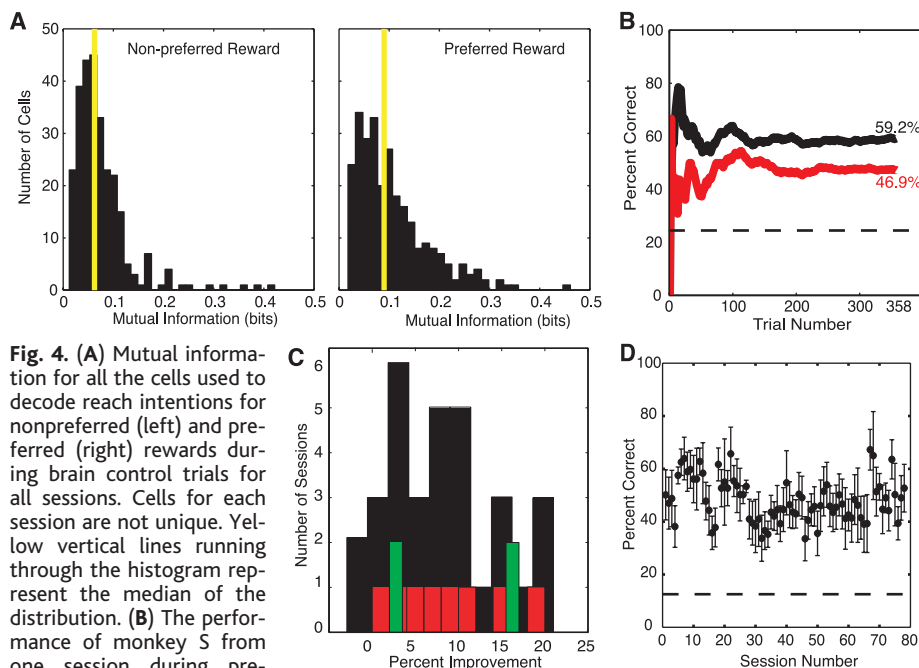 A
Non-preferred Reward
Number of Cells
50
40
30
20
10
0
0 0.1 0.2 0.3 0.4 0.5
Mutual Information (bits)
Preferred Reward
0 0.1 0.2 0.3 0.4 0.5
Mutual Information (bits)
B
Percent Correct
100
80
60
40
20
0
59.2%
46.9%
0 100 200 300 358
Trial Number
Fig. 4. (A) Mutual informa-
tion for all the cells used to
decode reach intentions for
nonpreferred (left) and pre-
ferred (right) rewards dur-
ing brain control trials for
all sessions. Cells for each
session are not unique. Yel-
low vertical lines running
through the histogram rep-
resent the median of the
distribution. (B) The perfor-
mance of monkey S from
one session during pre-
C
Number of Sessions
6
5
4
3
2
1
0
0 5 10 15 20 25
Percent Improvement
D
Percent Correct
100
80
60
40
20
0
0 10 20 30 40 50 60 70 80
Session Number